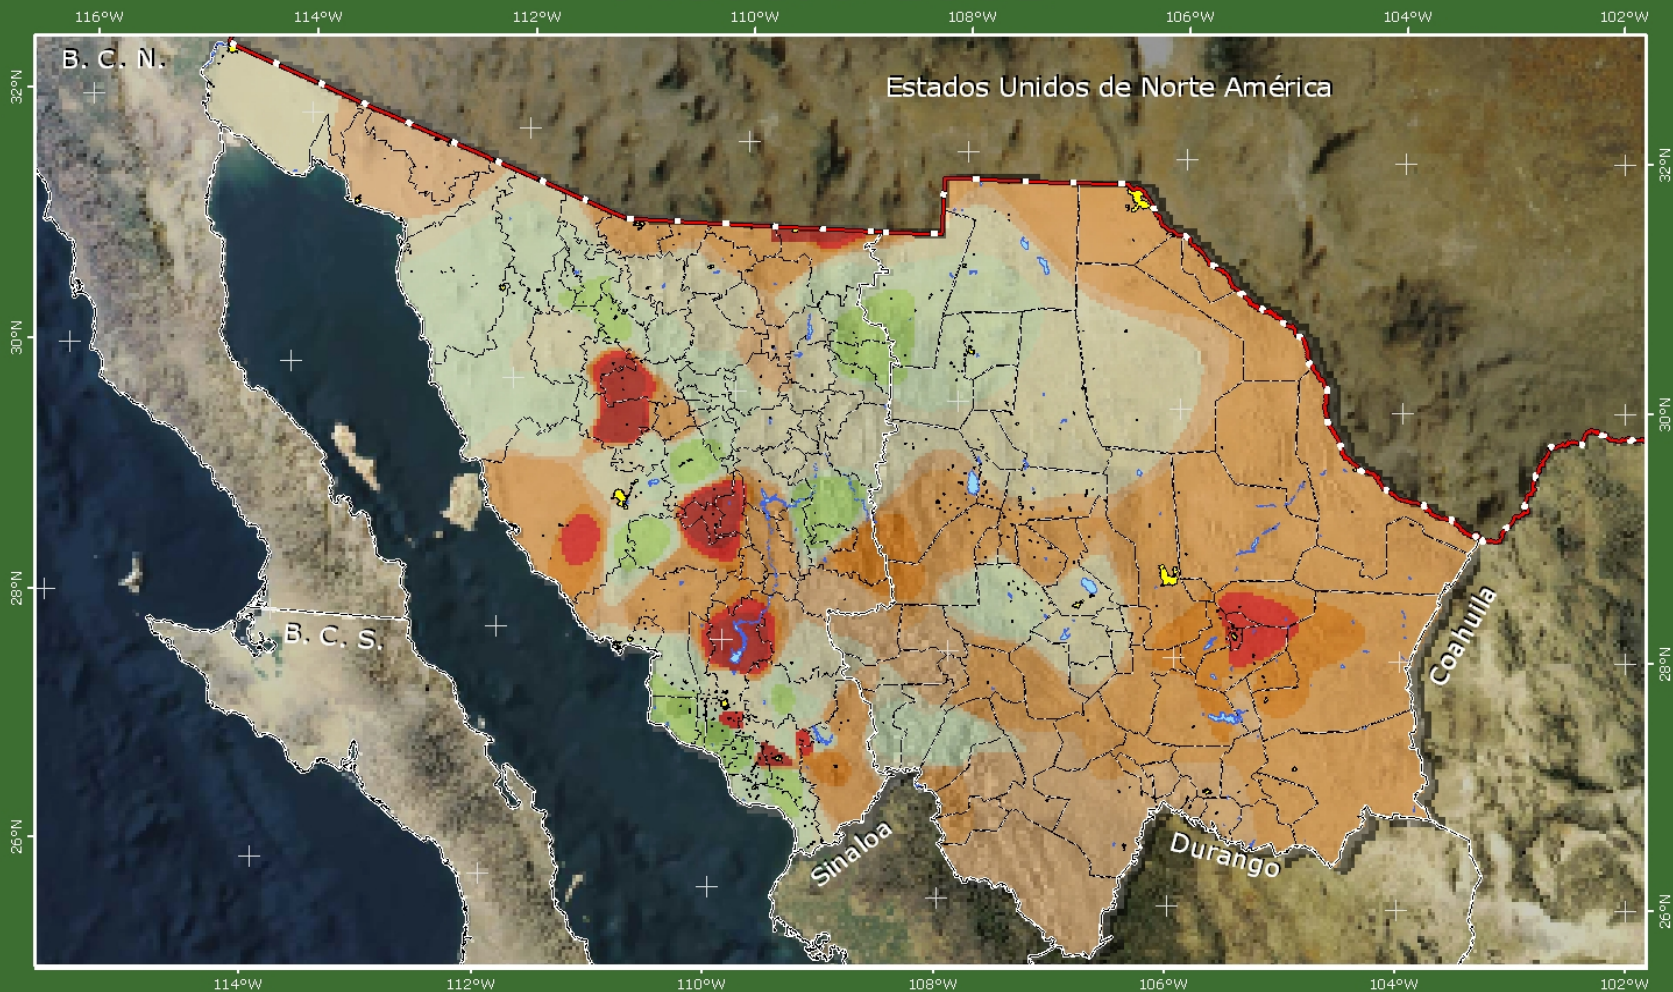 116°W 114°W 112°W 110°W 108°W 106°W 104°W 102°W
B. C. N.
Estados Unidos de Norte América
32°N
32°N
30°N
30°N
28°N
B. C. S.
Coahuila
28°N
26°N
Sinaloa
Durango
26°N
114°W 112°W 110°W 108°W 106°W 104°W 102°W